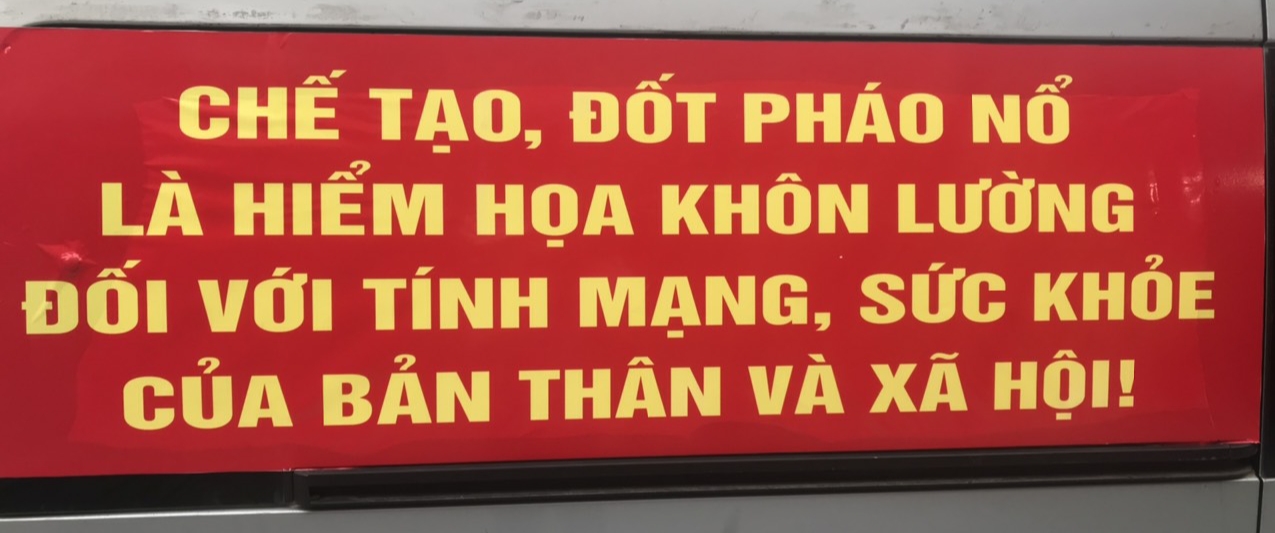 CHẾ TẠO, ĐỐT PHÁO NỔ
LÀ HIỂM HỌA KHÔN LƯỜNG
ĐỐI VỚI TÍNH MẠNG, SỨC KHỎE
CỦA BẢN THÂN VÀ XÃ HỘI!